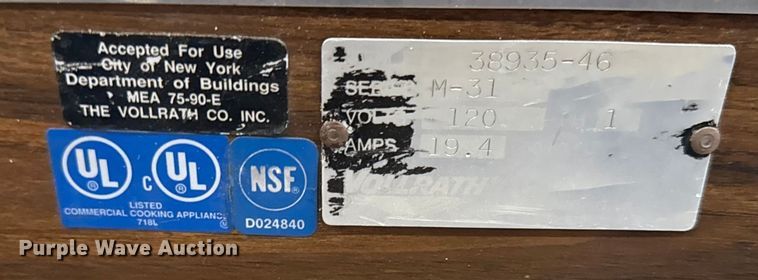 Accepted For Use
City of New York
Department of Buildings
MEA 75-90-E
THE VOLLRATH CO. INC.
UL
®
C
UL
®
LISTED
COMMERCIAL COOKING APPLIANCE
718L
NSF
®
D024840
38935-46
M-31
120 1
AMPS 19.4
VOLLRATH
Purple Wave Auction